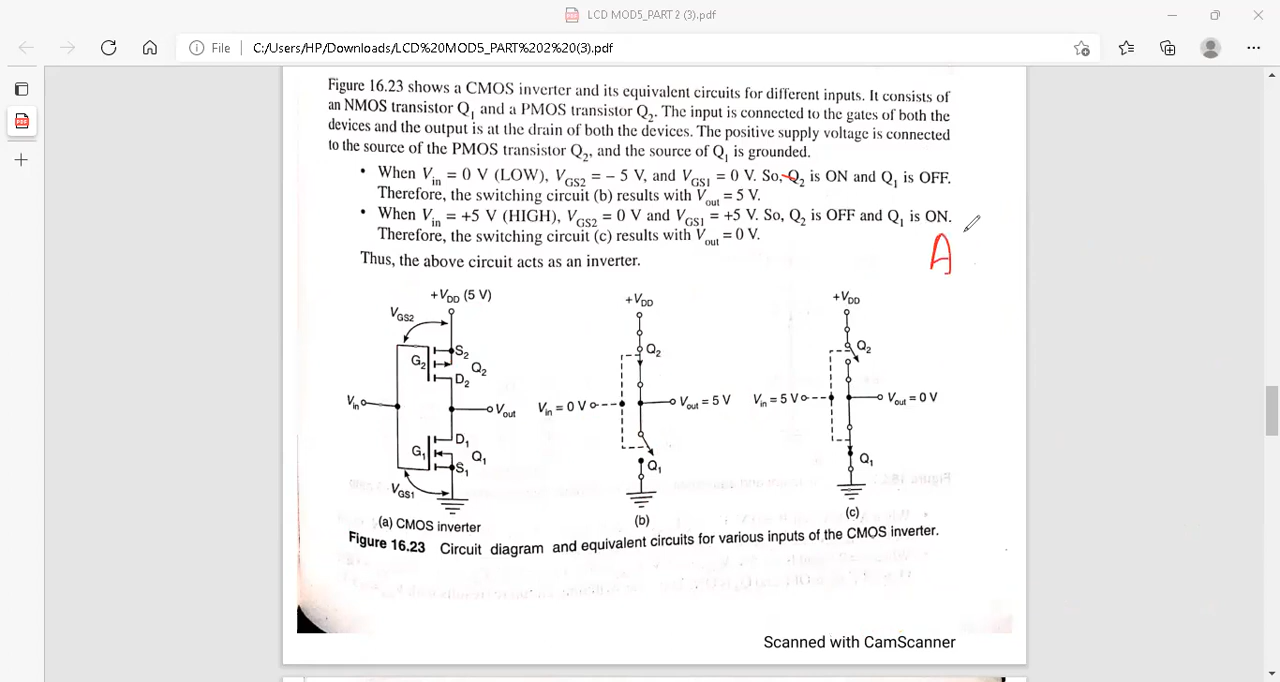 LCD MOD5_PART 2 (3).pdf
File C:/Users/HP/Downloads/LCD%20MOD5_PART%202%20(3).pdf
Figure 16.23 shows a CMOS inverter and its equivalent circuits for different inputs. It consists of
an NMOS transistor Q₁ and a PMOS transistor Q₂. The input is connected to the gates of both the
devices and the output is at the drain of both the devices. The positive supply voltage is connected
to the source of the PMOS transistor Q₂, and the source of Q₁ is grounded.
• When Vin = 0 V (LOW), VGS2 = – 5 V, and VGS1 = 0 V. So, Q₂ is ON and Q₁ is OFF.
Therefore, the switching circuit (b) results with Vout = 5 V.
• When Vin = +5 V (HIGH), VGS2 = 0 V and VGS1 = +5 V. So, Q₂ is OFF and Q₁ is ON.
Therefore, the switching circuit (c) results with Vout = 0 V.
A
Thus, the above circuit acts as an inverter.
+VDD (5 V) +VDD +VDD
VGS2
S₂ Q₂ Q₂
G₂ Q₂
D₂
Vin Vout Vin = 0 V Vout = 5 V Vin = 5 V Vout = 0 V
D₁
G₁ Q₁ Q₁ Q₁
S₁
VGS1
(a) CMOS inverter (b) (c)
Figure 16.23 Circuit diagram and equivalent circuits for various inputs of the CMOS inverter.
Scanned with CamScanner